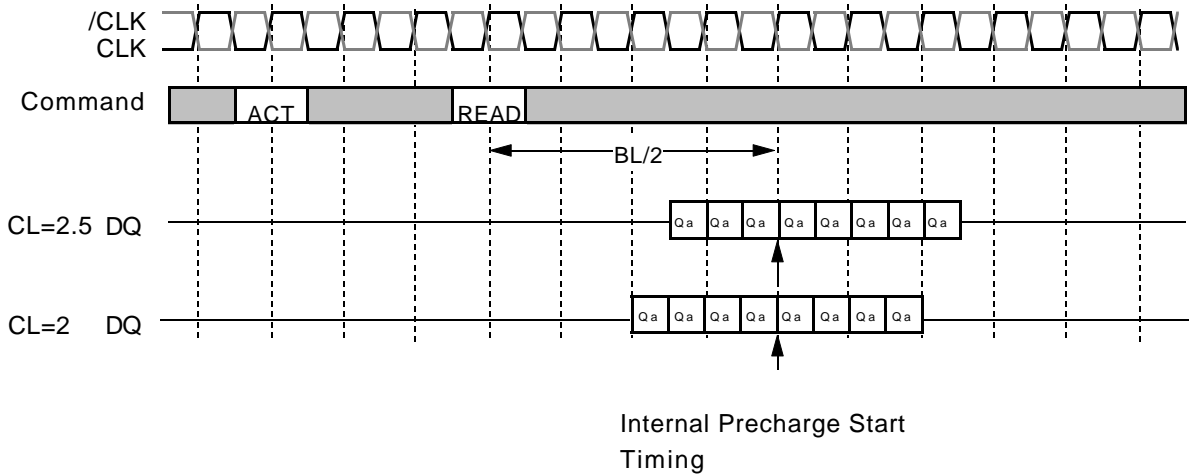 /CLK
CLK
Command
ACT
READ
BL/2
CL=2.5 DQ
Qa Qa Qa Qa Qa Qa Qa Qa
CL=2 DQ
Qa Qa Qa Qa Qa Qa Qa Qa
Internal Precharge Start
Timing